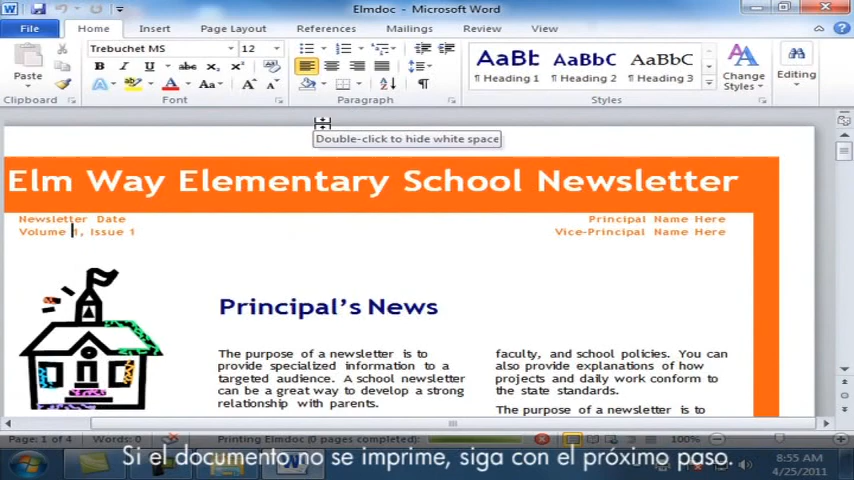 Elmdoc - Microsoft Word
File Home Insert Page Layout References Mailings Review View
Trebuchet MS 12
AaBb AaBbCc AaBbCc
Paste
B I U abc X₂ X²
¶ Heading 1 ¶ Heading 2 ¶ Heading 3
Change Styles
Editing
Clipboard Font Paragraph Styles
Double-click to hide white space
Elm Way Elementary School Newsletter
Newsletter Date
Volume 1, Issue 1
Principal Name Here
Vice-Principal Name Here
Principal's News
The purpose of a newsletter is to
provide specialized information to a
targeted audience. A school newsletter
can be a great way to develop a strong
relationship with parents.
faculty, and school policies. You can
also provide explanations of how
projects and daily work conform to
the state standards.
The purpose of a newsletter is to
Page: 1 of 4 Words: 0 Printing Elmdoc (0 pages completed): 100%
Si el documento no se imprime, siga con el próximo paso.
8:55 AM
4/25/2011